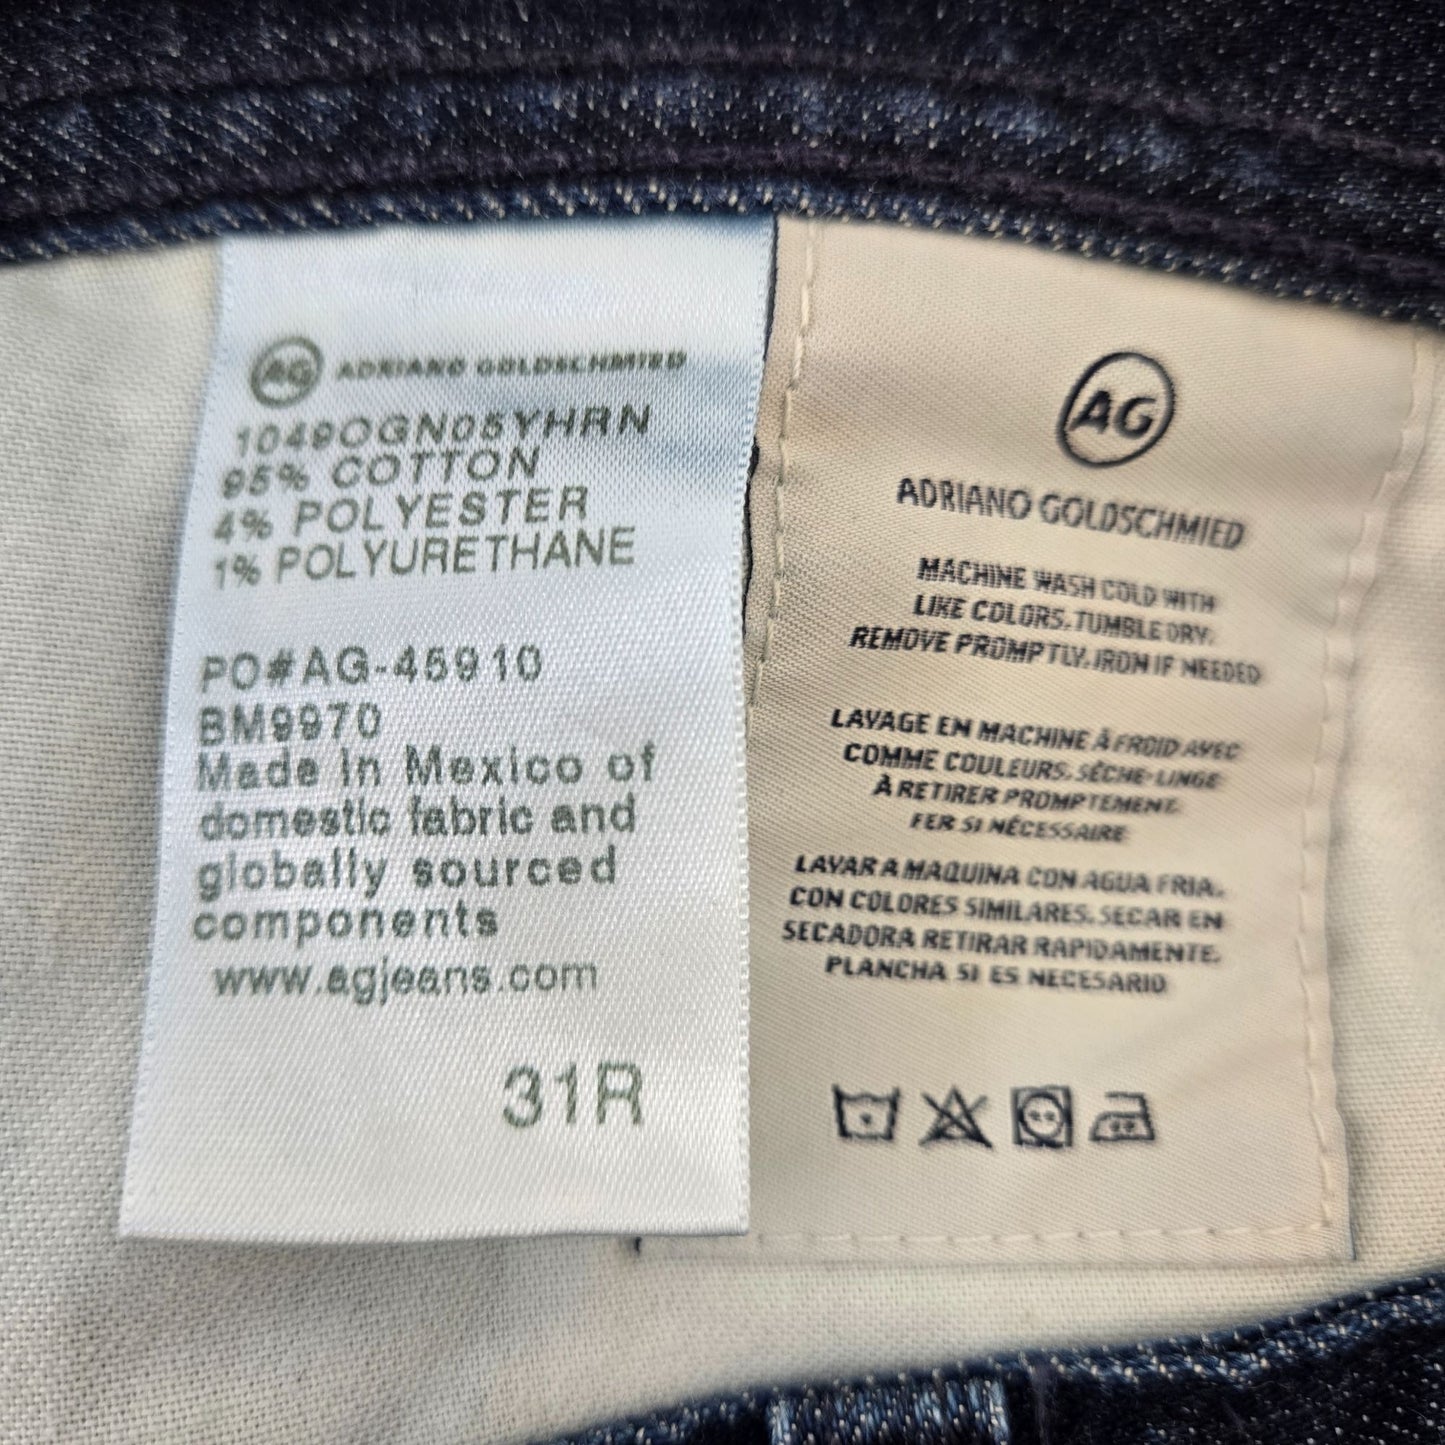 AG ADRIANO GOLDSCHMIED
1049OGN05YHRN
95% COTTON
4% POLYESTER
1% POLYURETHANE
PO#AG-45910
BM9970
Made in Mexico of
domestic fabric and
globally sourced
components
www.agjeans.com
31R
AG
ADRIANO GOLDSCHMIED
MACHINE WASH COLD WITH
LIKE COLORS. TUMBLE DRY.
REMOVE PROMPTLY. IRON IF NEEDED
LAVAGE EN MACHINE À FROID AVEC
COMME COULEURS. SÉCHE-LINGE
À RETIRER PROMPTEMENT.
FER SI NÉCESSAIRE
LAVAR A MAQUINA CON AGUA FRIA.
CON COLORES SIMILARES. SECAR EN
SECADORA RETIRAR RAPIDAMENTE.
PLANCHA SI ES NECESARIO